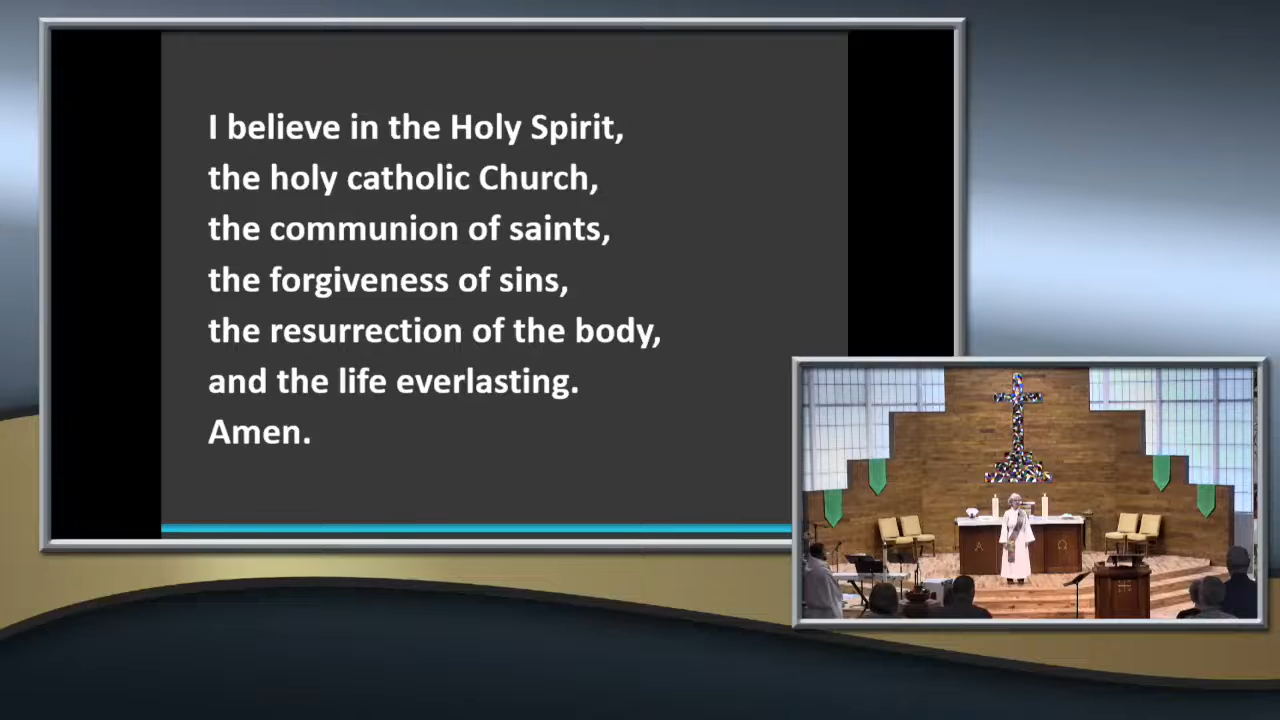 I believe in the Holy Spirit,
the holy catholic Church,
the communion of saints,
the forgiveness of sins,
the resurrection of the body,
and the life everlasting.
Amen.
Α
Ω